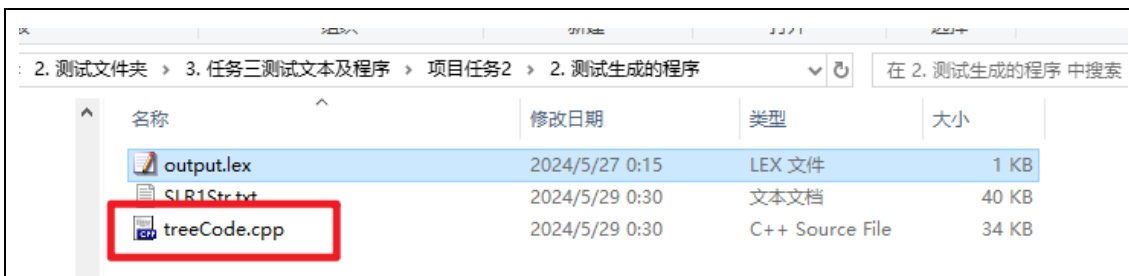 2. 测试文件夹 › 3. 任务三测试文本及程序 › 项目任务2 › 2. 测试生成的程序 在 2. 测试生成的程序 中搜索
名称 修改日期 类型 大小
output.lex 2024/5/27 0:15 LEX 文件 1 KB
SLR1Str.txt 2024/5/29 0:30 文本文档 40 KB
treeCode.cpp 2024/5/29 0:30 C++ Source File 34 KB